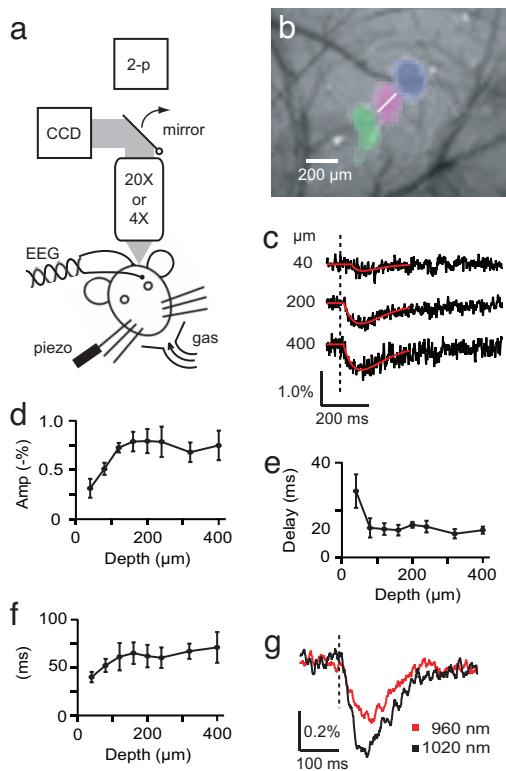 a
2-p
CCD
mirror
20X
or
4X
EEG
piezo
gas
b
200 µm
c
µm
40
200
400
1.0%
200 ms
d
Amp (-%)
1.0
0.5
0
0 200 400
Depth (µm)
e
Delay (ms)
40
20
0
0 200 400
Depth (µm)
f
(ms)
100
50
0
0 200 400
Depth (µm)
g
0.2%
100 ms
960 nm
1020 nm